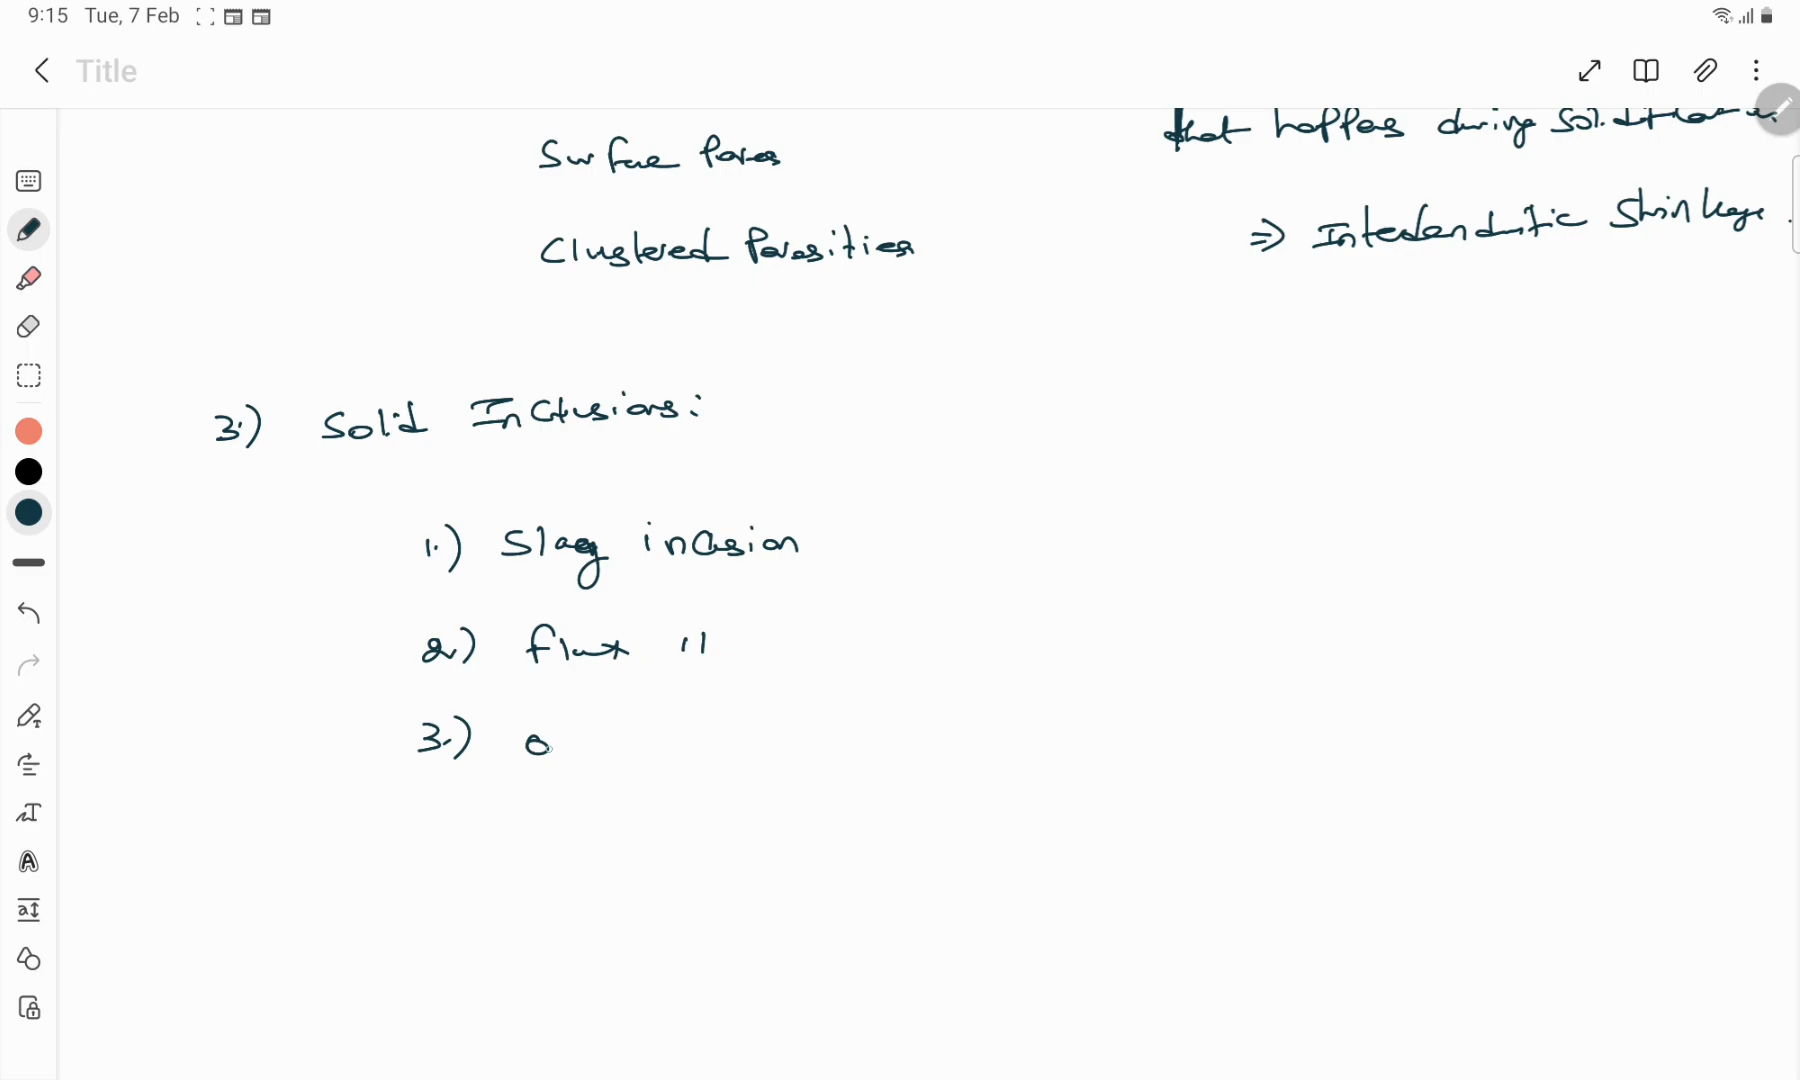 9:15 Tue, 7 Feb
Title
that happens during
Surface Pores
⇒ Interdendritic Shrinkage
Clustered Porosities
3.) Solid Inclusions:
1.) Slag inclusion
2.) flux "
3.) o